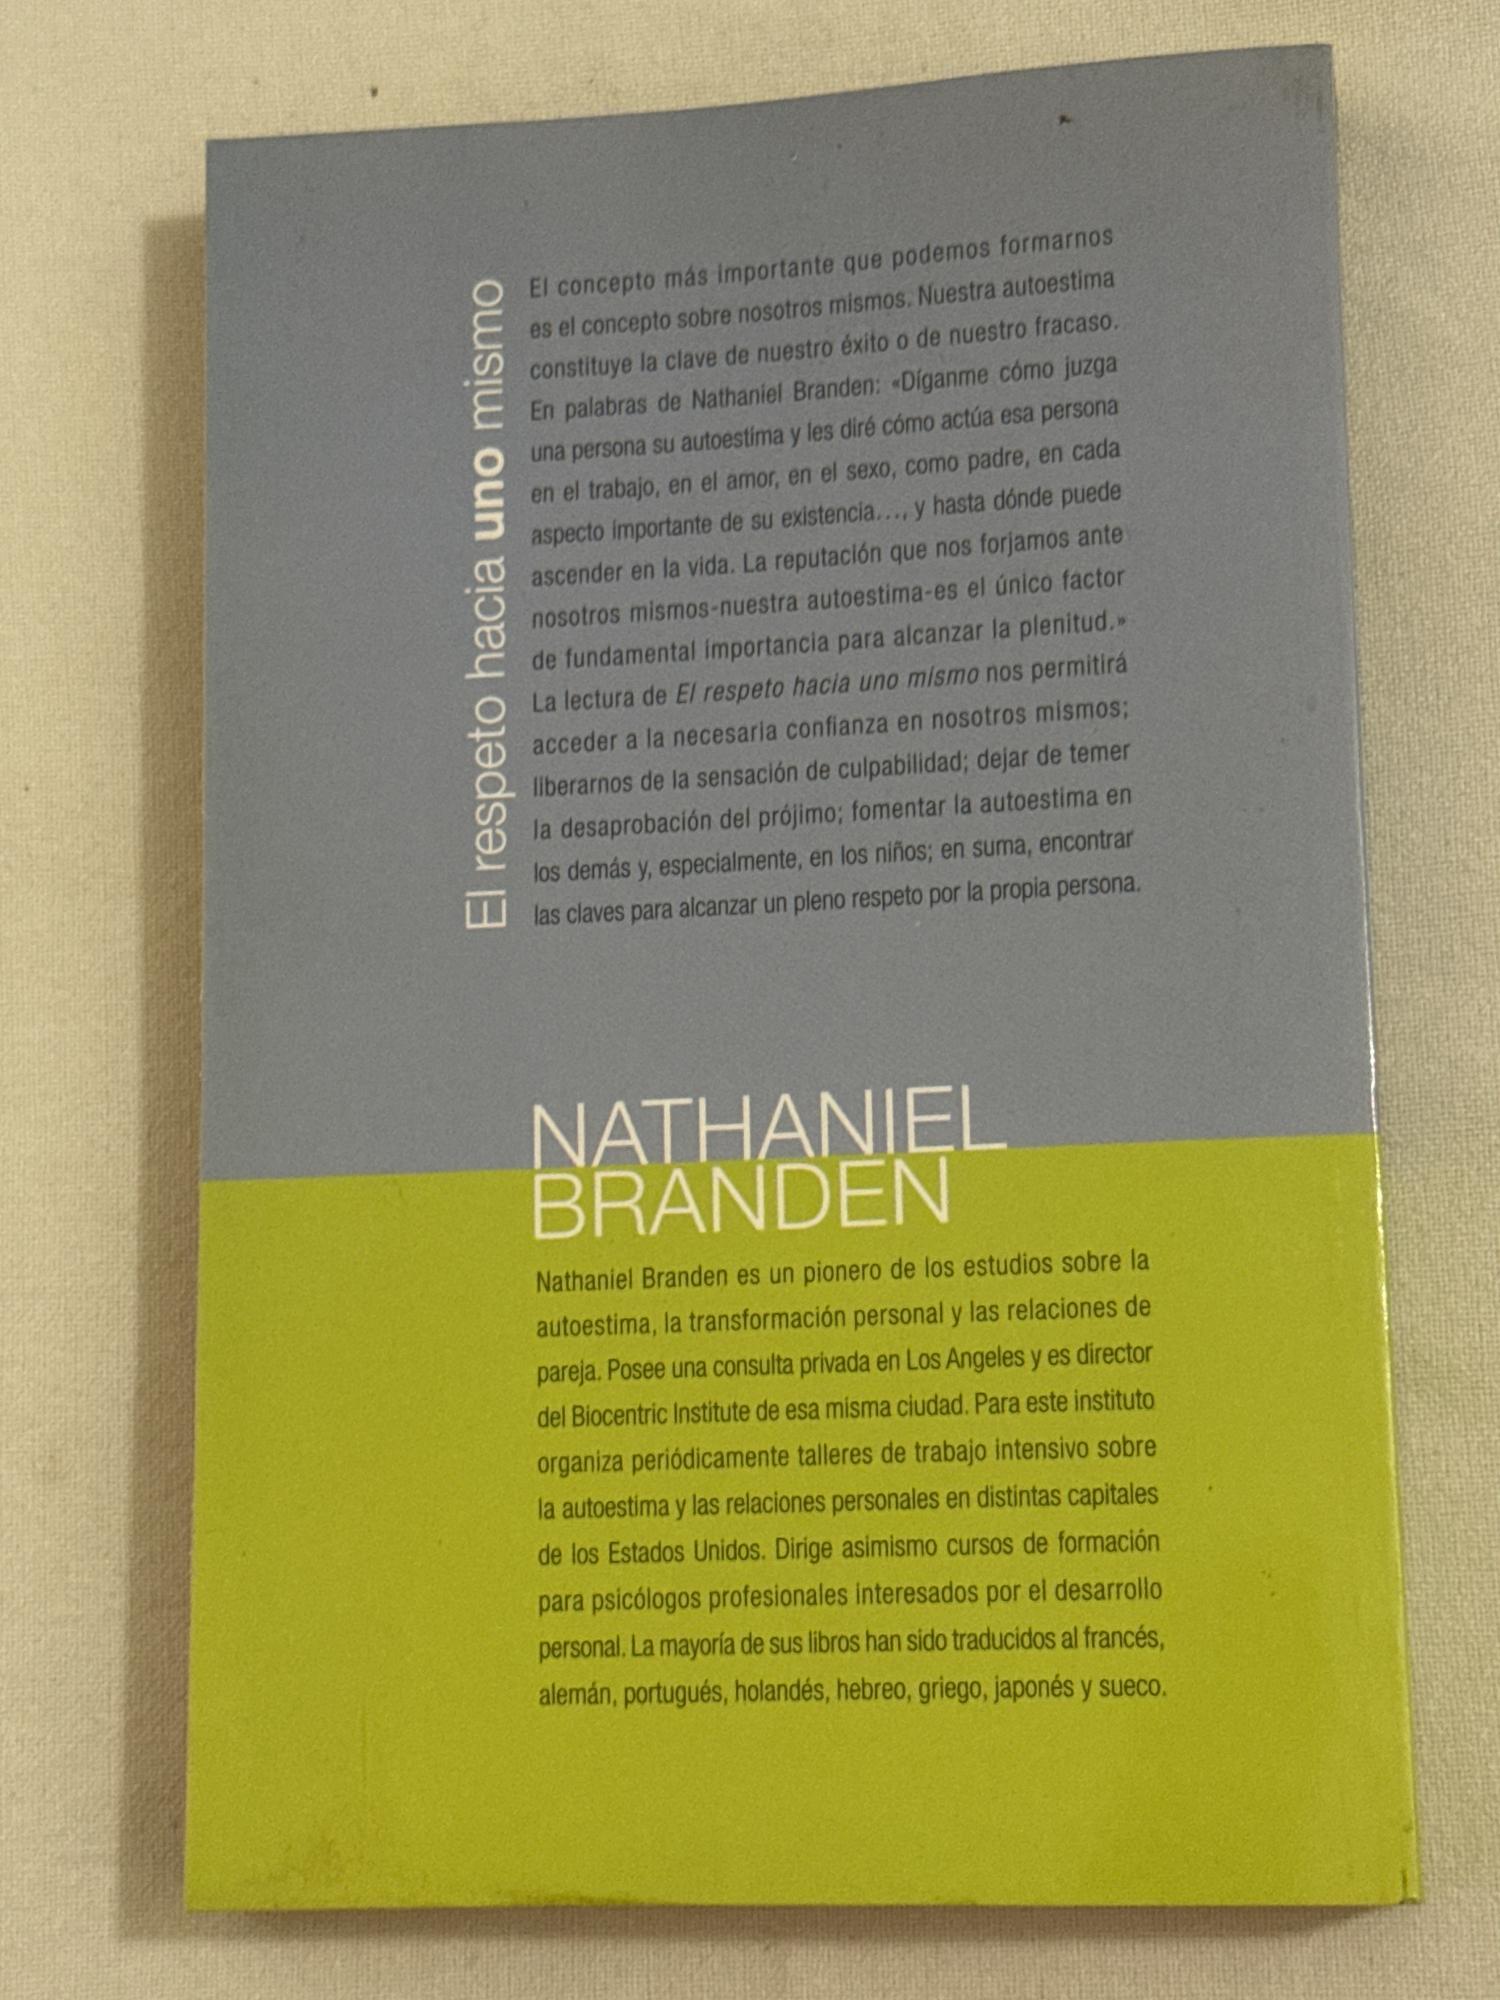 El respeto hacia uno mismo
El concepto más importante que podemos formarnos
es el concepto sobre nosotros mismos. Nuestra autoestima
constituye la clave de nuestro éxito o de nuestro fracaso.
En palabras de Nathaniel Branden: «Díganme cómo juzga
una persona su autoestima y les diré cómo actúa esa persona
en el trabajo, en el amor, en el sexo, como padre, en cada
aspecto importante de su existencia..., y hasta dónde puede
ascender en la vida. La reputación que nos forjamos ante
nosotros mismos-nuestra autoestima-es el único factor
de fundamental importancia para alcanzar la plenitud.»
La lectura de El respeto hacia uno mismo nos permitirá
acceder a la necesaria confianza en nosotros mismos;
liberarnos de la sensación de culpabilidad; dejar de temer
la desaprobación del prójimo; fomentar la autoestima en
los demás y, especialmente, en los niños; en suma, encontrar
las claves para alcanzar un pleno respeto por la propia persona.
NATHANIEL
BRANDEN
Nathaniel Branden es un pionero de los estudios sobre la
autoestima, la transformación personal y las relaciones de
pareja. Posee una consulta privada en Los Angeles y es director
del Biocentric Institute de esa misma ciudad. Para este instituto
organiza periódicamente talleres de trabajo intensivo sobre
la autoestima y las relaciones personales en distintas capitales
de los Estados Unidos. Dirige asimismo cursos de formación
para psicólogos profesionales interesados por el desarrollo
personal. La mayoría de sus libros han sido traducidos al francés,
alemán, portugués, holandés, hebreo, griego, japonés y sueco.